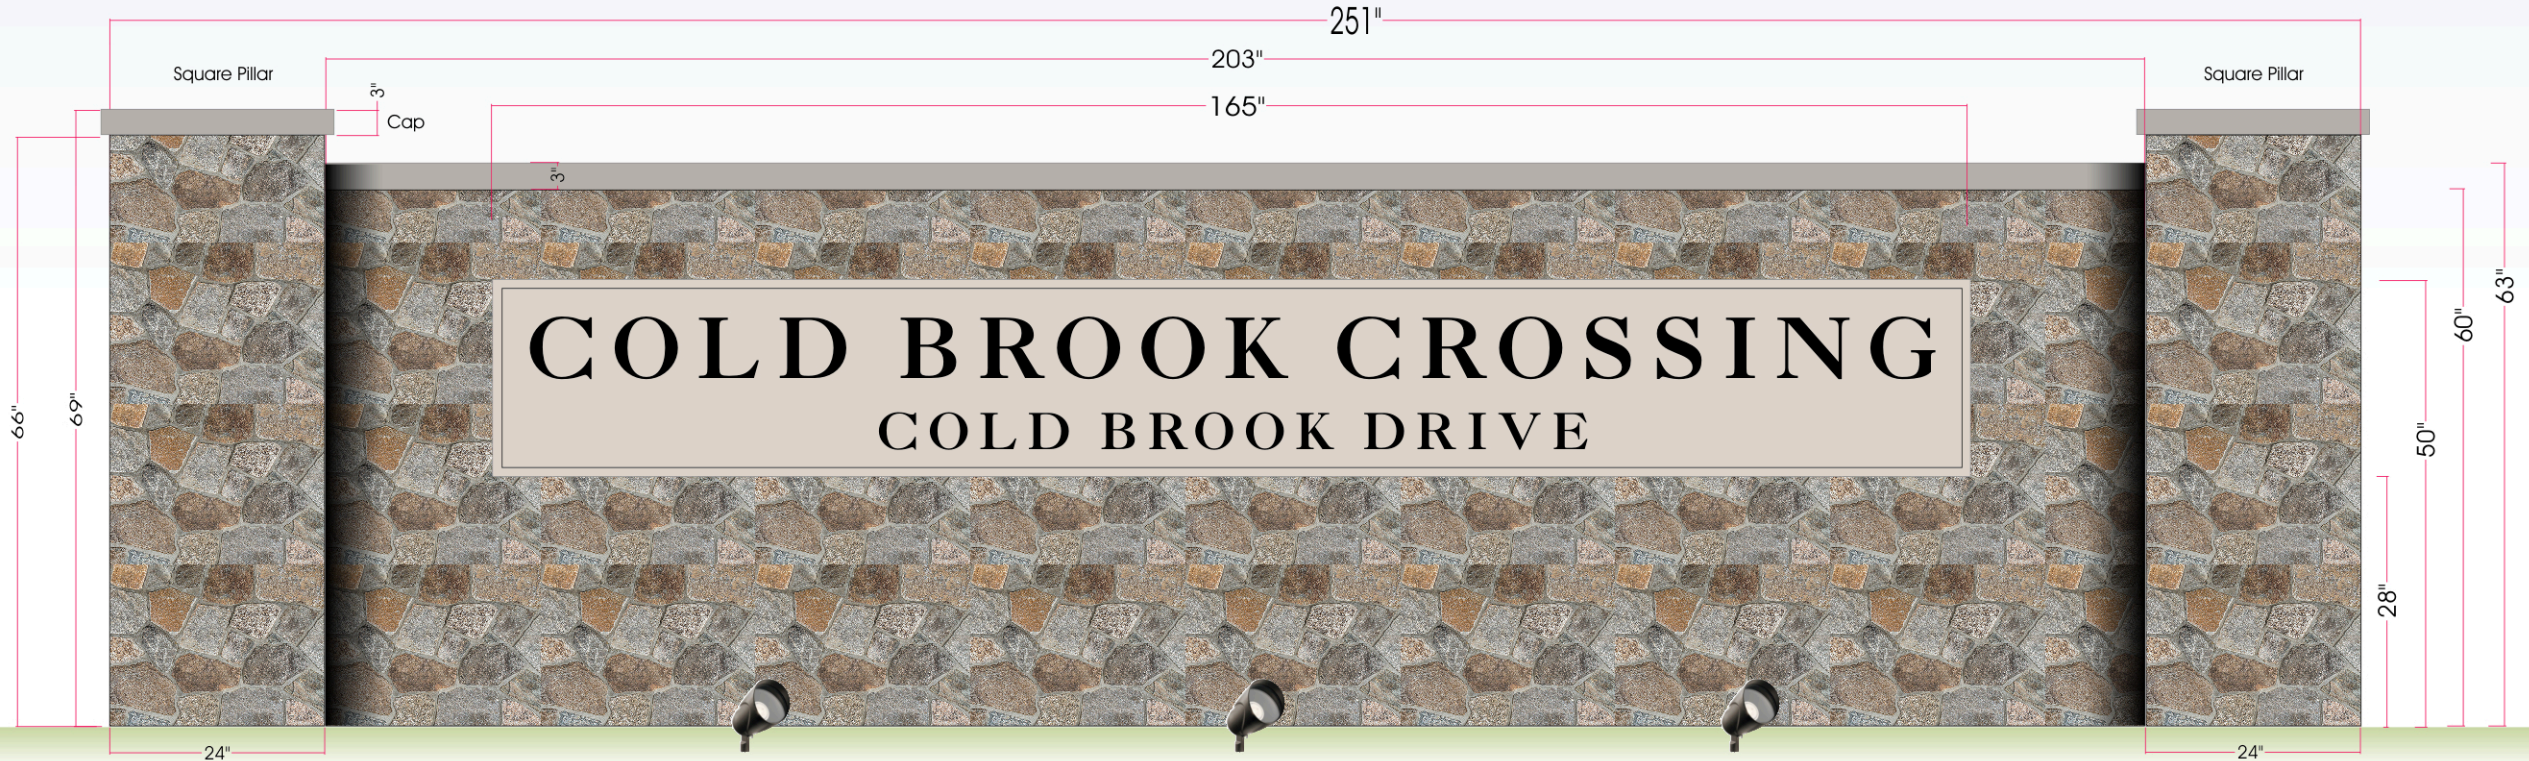 251"
203"
Square Pillar
Square Pillar
3"
Cap
165"
3"
COLD BROOK CROSSING
COLD BROOK DRIVE
66"
69"
63"
60"
50"
28"
24"
24"